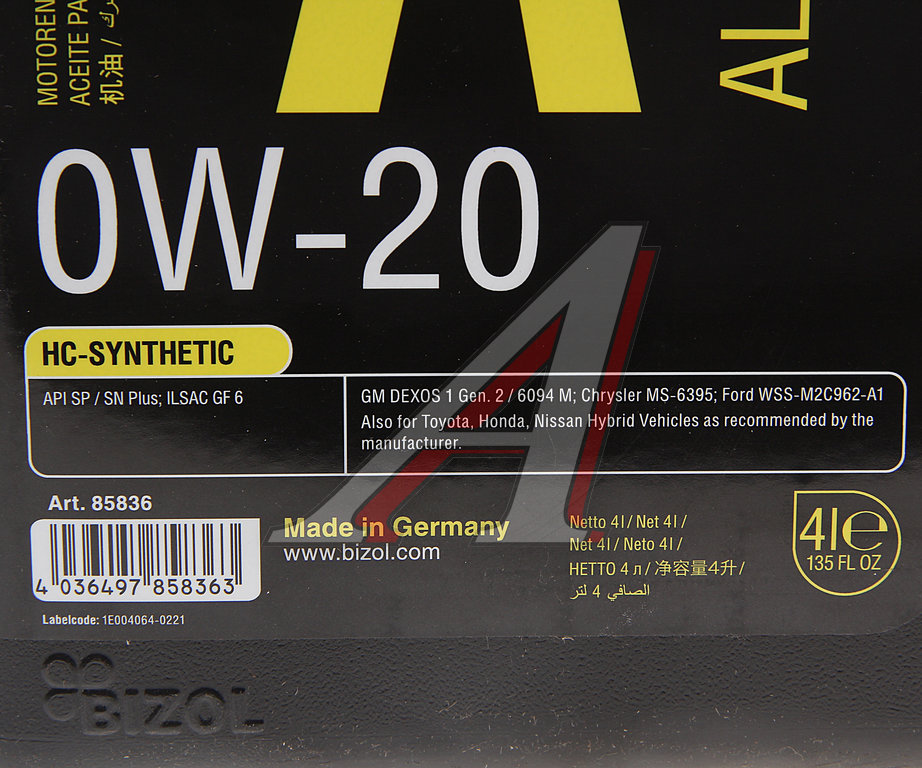 MOTOREN
ACEITE PA
机油 /
AL
0W-20
HC-SYNTHETIC
API SP / SN Plus; ILSAC GF 6
GM DEXOS 1 Gen. 2 / 6094 M; Chrysler MS-6395; Ford WSS-M2C962-A1
Also for Toyota, Honda, Nissan Hybrid Vehicles as recommended by the
manufacturer.
Art. 85836
4 036497 858363
Labelcode: 1E004064-0221
Made in Germany
www.bizol.com
Netto 4l / Net 4l /
Net 4l / Neto 4l /
НЕТТО 4 л / 净容量4升 /
الصافي 4 لتر
4l e
135 FL OZ
BIZOL